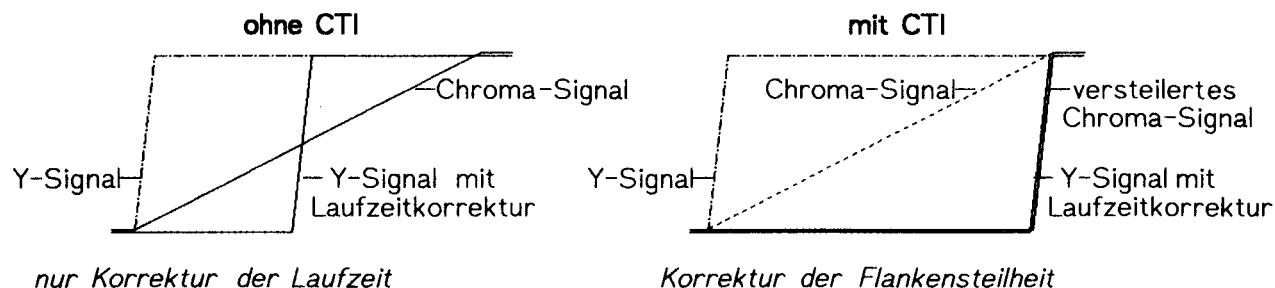 ohne CTI
Chroma-Signal
Y-Signal
Y-Signal mit
Laufzeitkorrektur
nur Korrektur der Laufzeit
mit CTI
Chroma-Signal
versteilertes
Chroma-Signal
Y-Signal
Y-Signal mit
Laufzeitkorrektur
Korrektur der Flankensteilheit